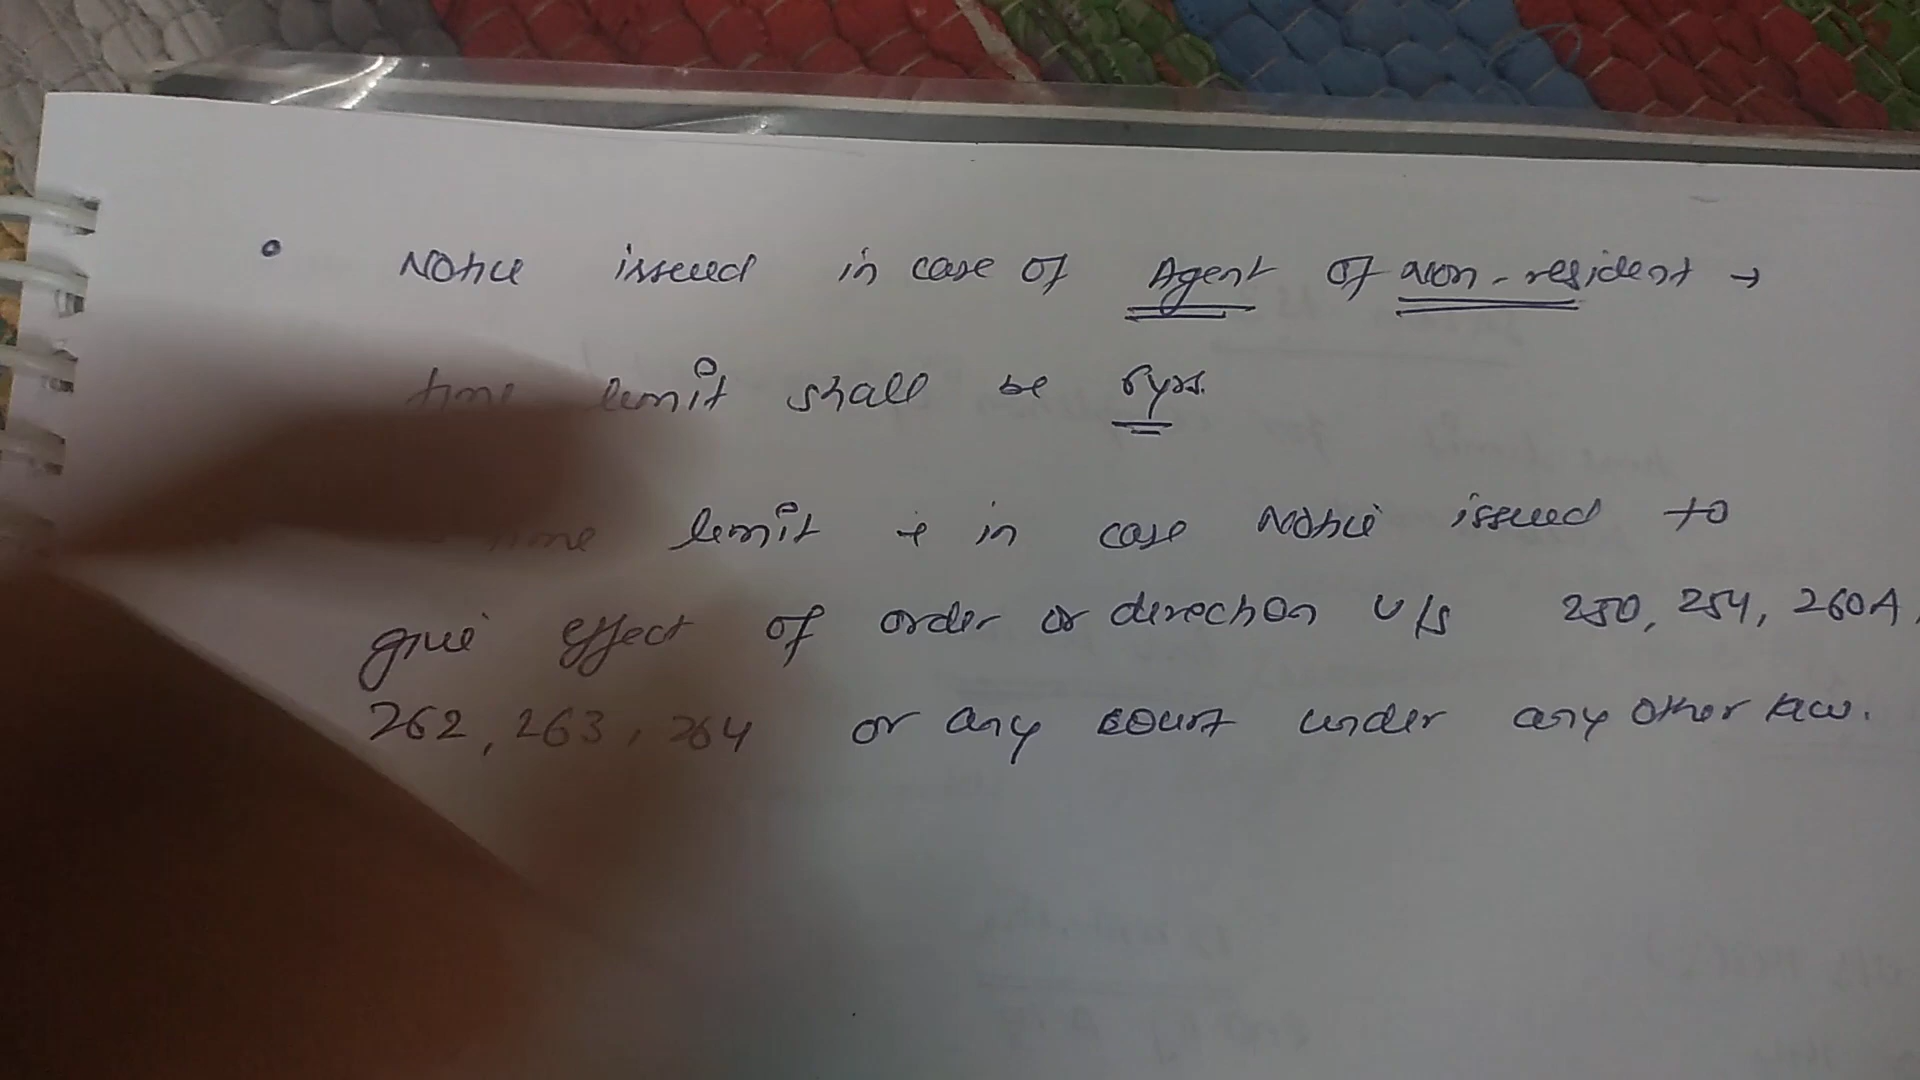 Notice issued in case of Agent of non-resident →
time limit shall be 6yrs.
time limit in case Notice issued to
give effect of order or direction u/s 250, 254, 260A,
262, 263, 264 or any court under any other law.